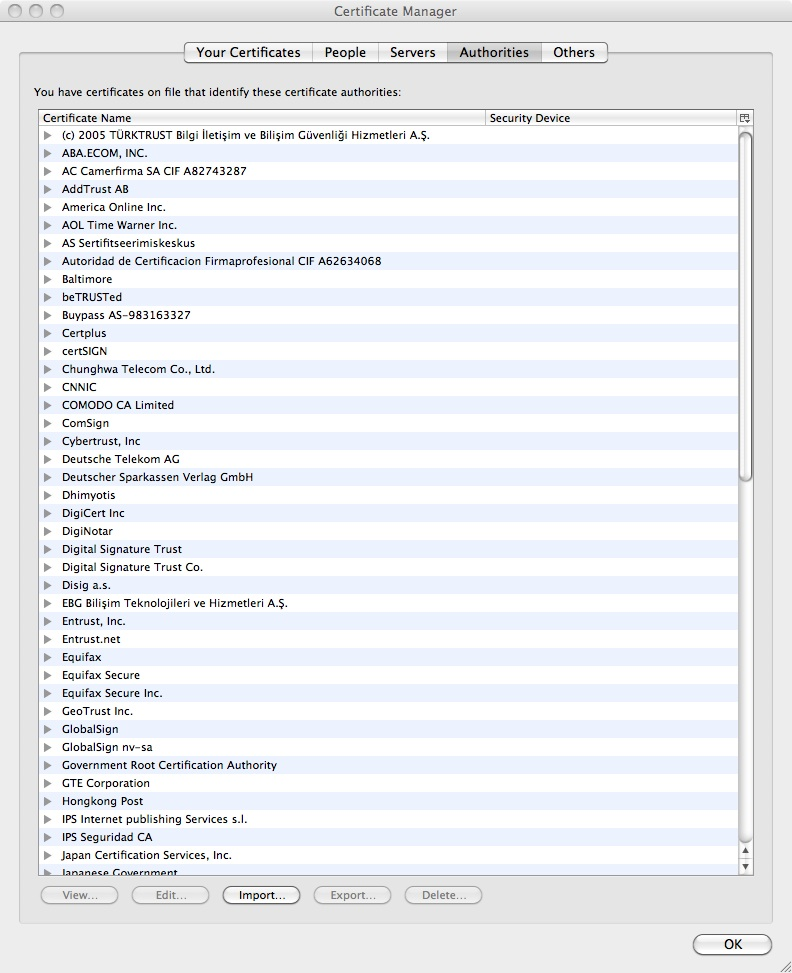 Certificate Manager
Your Certificates People Servers Authorities Others
You have certificates on file that identify these certificate authorities:
Certificate Name Security Device
(c) 2005 TÜRKTRUST Bilgi İletişim ve Bilişim Güvenliği Hizmetleri A.Ş.
ABA.ECOM, INC.
AC Camerfirma SA CIF A82743287
AddTrust AB
America Online Inc.
AOL Time Warner Inc.
AS Sertifitseerimiskeskus
Autoridad de Certificacion Firmaprofesional CIF A62634068
Baltimore
beTRUSTed
Buypass AS-983163327
Certplus
certSIGN
Chunghwa Telecom Co., Ltd.
CNNIC
COMODO CA Limited
ComSign
Cybertrust, Inc
Deutsche Telekom AG
Deutscher Sparkassen Verlag GmbH
Dhimyotis
DigiCert Inc
DigiNotar
Digital Signature Trust
Digital Signature Trust Co.
Disig a.s.
EBG Bilişim Teknolojileri ve Hizmetleri A.Ş.
Entrust, Inc.
Entrust.net
Equifax
Equifax Secure
Equifax Secure Inc.
GeoTrust Inc.
GlobalSign
GlobalSign nv-sa
Government Root Certification Authority
GTE Corporation
Hongkong Post
IPS Internet publishing Services s.l.
IPS Seguridad CA
Japan Certification Services, Inc.
Japanese Government
View... Edit... Import... Export... Delete...
OK